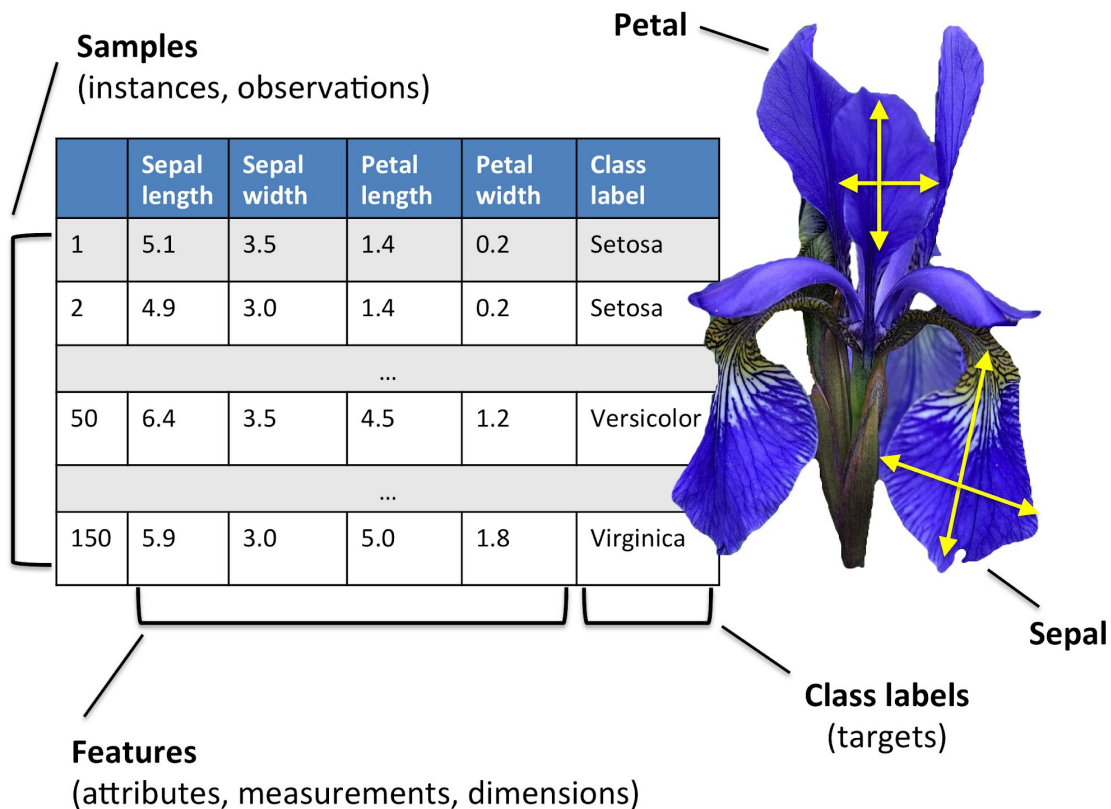 Samples
(instances, observations)
Petal
Sepal length Sepal width Petal length Petal width Class label
1 5.1 3.5 1.4 0.2 Setosa
2 4.9 3.0 1.4 0.2 Setosa
...
50 6.4 3.5 4.5 1.2 Versicolor
...
150 5.9 3.0 5.0 1.8 Virginica
Sepal
Class labels
(targets)
Features
(attributes, measurements, dimensions)